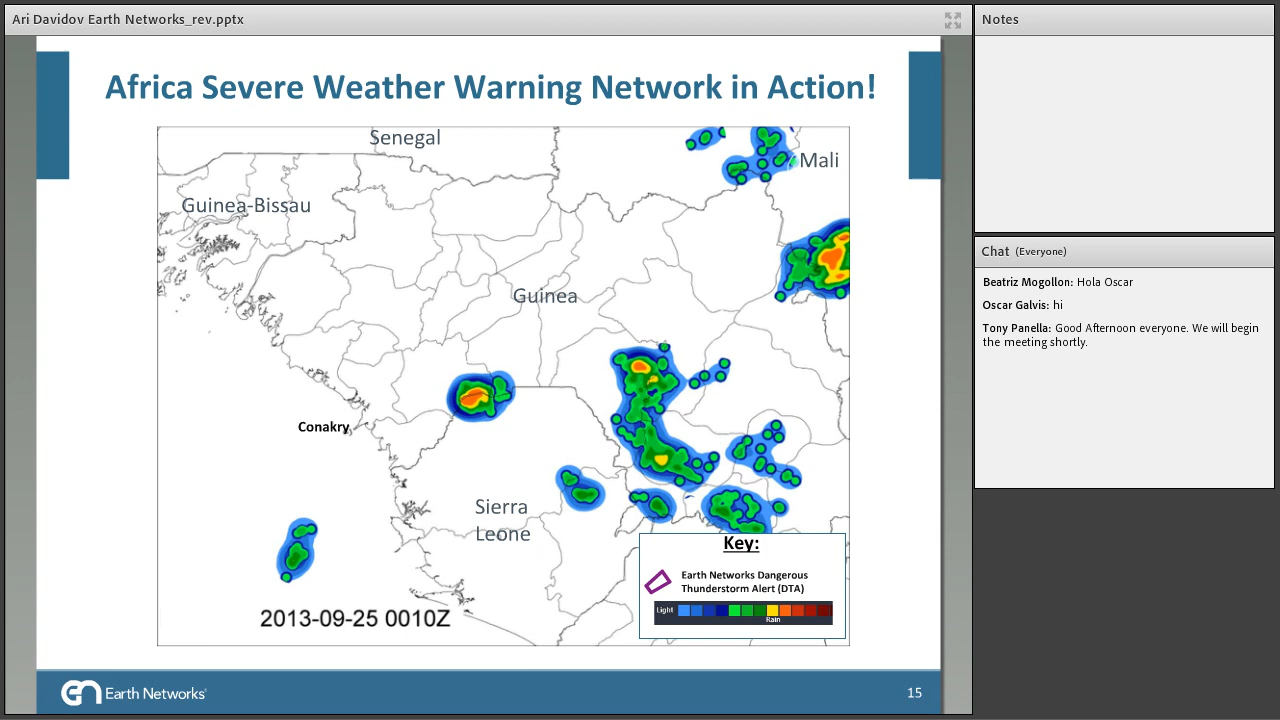 Ari Davidov Earth Networks_rev.pptx
Africa Severe Weather Warning Network in Action!
Senegal
Mali
Guinea-Bissau
Guinea
Conakry
Sierra
Leone
2013-09-25 0010Z
Key:
Earth Networks Dangerous
Thunderstorm Alert (DTA)
Light
Rain
Earth Networks
15
Notes
Chat (Everyone)
Beatriz Mogollon: Hola Oscar
Oscar Galvis: hi
Tony Panella: Good Afternoon everyone. We will begin
the meeting shortly.